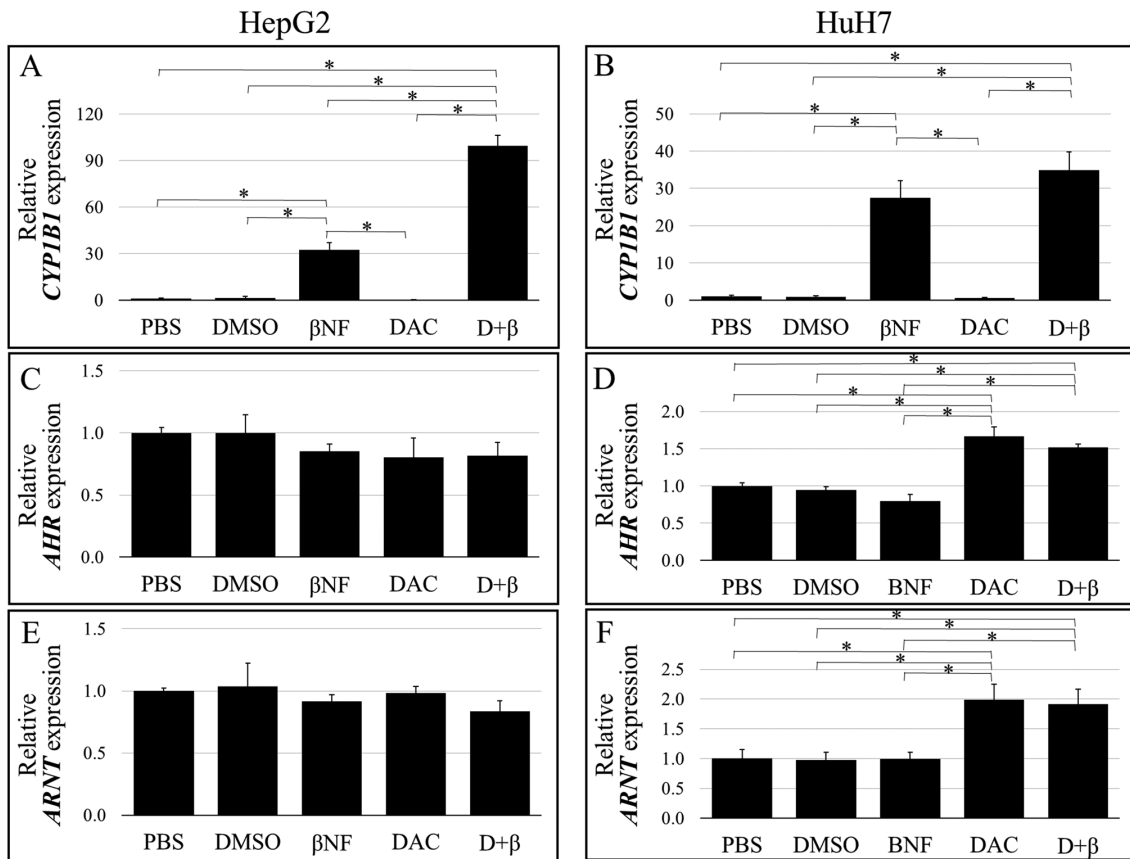 HepG2
HuH7
A
*
*
*
*
*
*
*
Relative
CYP1B1 expression
120
90
60
30
0
PBS DMSO βNF DAC D+β
B
*
*
*
*
*
*
Relative
CYP1B1 expression
50
40
30
20
10
0
PBS DMSO βNF DAC D+β
C
Relative
AHR expression
1.5
1.0
0.5
0.0
PBS DMSO βNF DAC D+β
D
*
*
*
*
*
*
Relative
AHR expression
2.0
1.5
1.0
0.5
0.0
PBS DMSO BNF DAC D+β
E
Relative
ARNT expression
1.5
1.0
0.5
0.0
PBS DMSO βNF DAC D+β
F
*
*
*
*
*
*
Relative
ARNT expression
2.5
2.0
1.5
1.0
0.5
0.0
PBS DMSO BNF DAC D+β